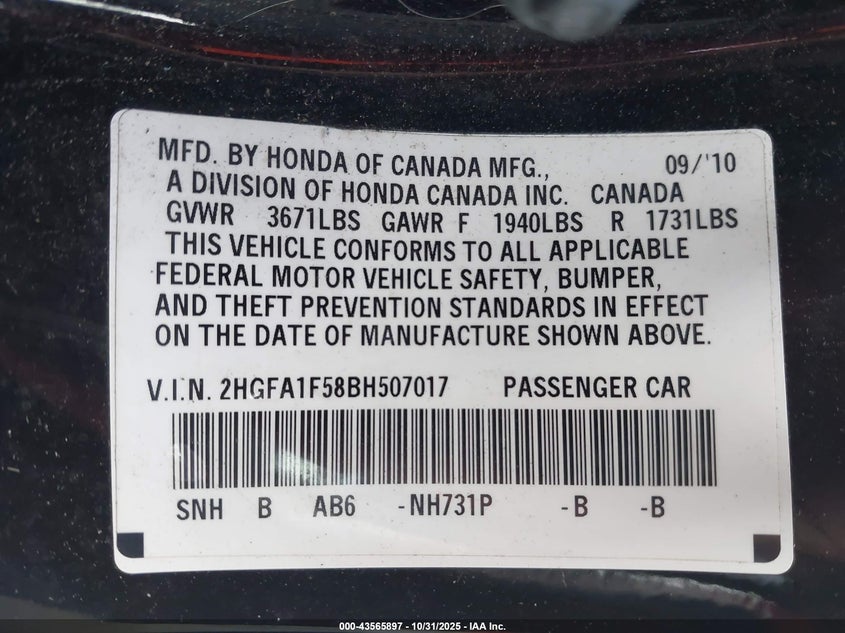 MFD. BY HONDA OF CANADA MFG., 09/'10
A DIVISION OF HONDA CANADA INC. CANADA
GVWR 3671LBS GAWR F 1940LBS R 1731LBS
THIS VEHICLE CONFORMS TO ALL APPLICABLE
FEDERAL MOTOR VEHICLE SAFETY, BUMPER,
AND THEFT PREVENTION STANDARDS IN EFFECT
ON THE DATE OF MANUFACTURE SHOWN ABOVE.
V.I.N. 2HGFA1F58BH507017 PASSENGER CAR
SNH B AB6 -NH731P -B -B
000-43565897 - 10/31/2025 - IAA Inc.